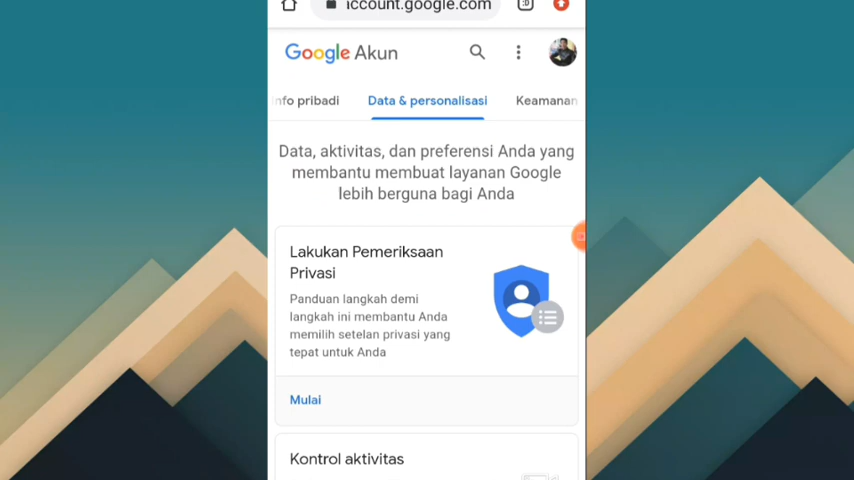 account.google.com
:D
Google Akun
Info pribadi
Data & personalisasi
Keamanan
Data, aktivitas, dan preferensi Anda yang
membantu membuat layanan Google
lebih berguna bagi Anda
Lakukan Pemeriksaan
Privasi
Panduan langkah demi
langkah ini membantu Anda
memilih setelan privasi yang
tepat untuk Anda
Mulai
Kontrol aktivitas